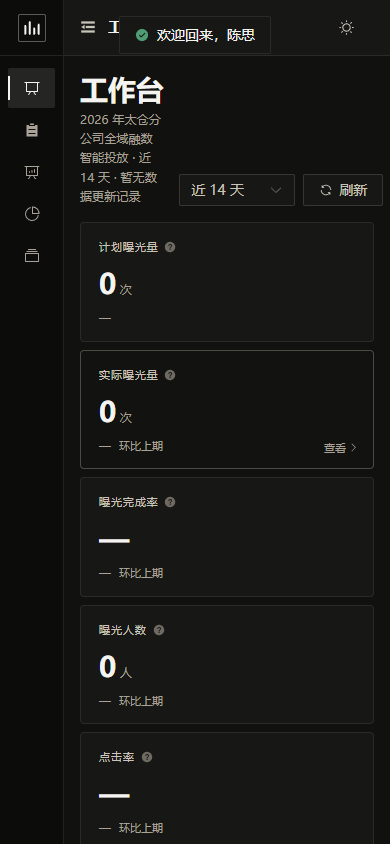 欢迎回来，陈思
工作台
2026 年太仓分
公司全域融数
智能投放 · 近
14 天 · 暂无数
据更新记录
近 14 天
刷新
计划曝光量
0 次
—
实际曝光量
0 次
— 环比上期
查看
曝光完成率
—
— 环比上期
曝光人数
0 人
— 环比上期
点击率
—
— 环比上期